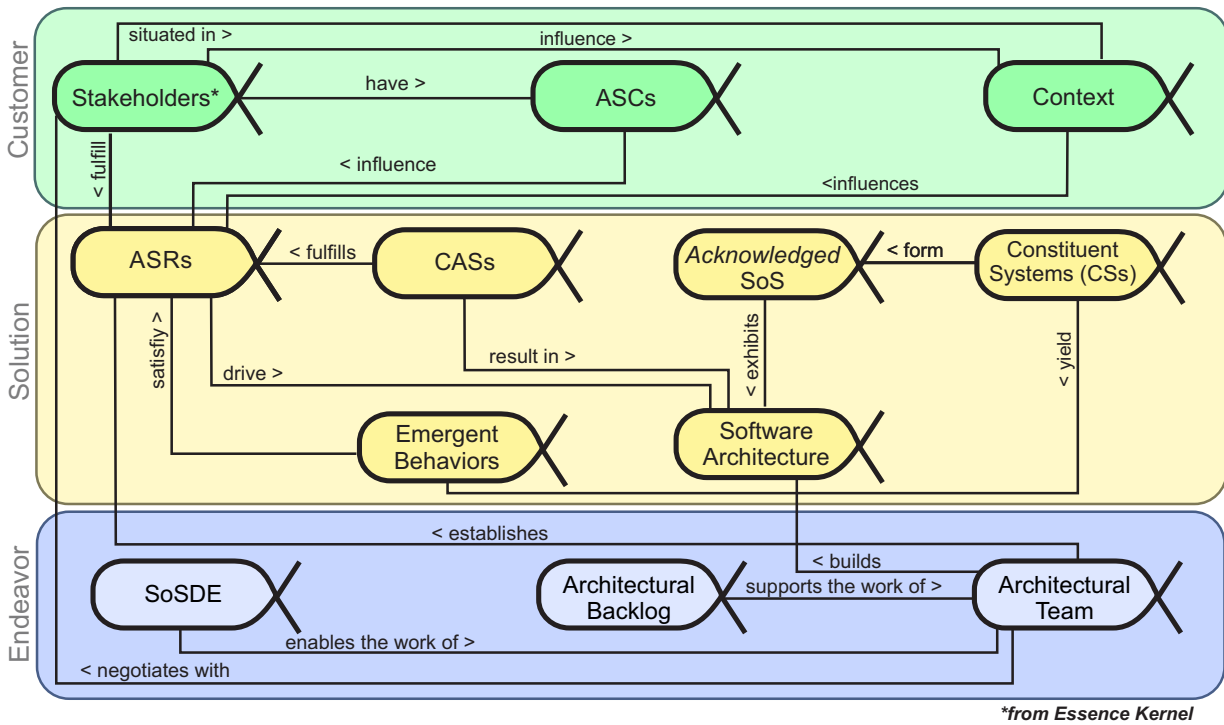 Customer
situated in >
influence >
Stakeholders*
have >
ASCs
Context
< fulfill
< influence
<influences
Solution
ASRs
< fulfills
CASs
Acknowledged
SoS
< form
Constituent
Systems (CSs)
satisfiy >
drive >
result in >
< exhibits
< yield
Emergent
Behaviors
Software
Architecture
Endeavor
< establishes
< builds
SoSDE
Architectural
Backlog
supports the work of >
Architectural
Team
enables the work of >
< negotiates with
*from Essence Kernel